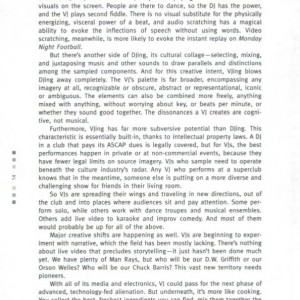 visuals on the screen. People are there to dance, so the DJ has the power,
and the VJ plays second fiddle. There is no visual substitute for the physically
energizing, visceral power of a beat, and audio scratching has a magical
ability to evoke the inflections of speech without using words. Video
scratching, meanwhile, is more likely to evoke the instant replay on Monday
Night Football.
But there's another side of DJing, its cultural collage—selecting, mixing,
and juxtaposing music and other sounds to draw parallels and distinctions
among the sampled components. And for this creative intent, VJing blows
DJing away completely. The VJ's palette is far broader, encompassing any
imagery at all, recognizable or obscure, abstract or representational, iconic
or ambiguous. The elements can also be combined more freely, anything
mixed with anything, without worrying about key, or beats per minute, or
whether they sound good together. The dissonances a VJ creates are cogni-
tive, not musical.
Furthermore, VJing has far more subversive potential than DJing. This
characteristic is essentially built-in, thanks to intellectual property laws. A DJ
in a club that pays its ASCAP dues is legally covered, but for VJs, the best
performances happen in private or at non-commercial events, because they
have fewer legal limits on source imagery. VJs who sample need to operate
beneath the culture industry's radar. Any VJ who performs at a superclub
knows that in the meantime, someone else is putting on a more diverse and
challenging show for friends in their living room.
So VJs are spreading their wings and traveling in new directions, out of
the club and into places where audiences sit and pay attention. Some per-
form solo, while others work with dance troupes and musical ensembles.
Others add live video to karaoke and improv comedy. And most of them
would probably be up for all of the above.
Major creative shifts are happening as well. VJs are beginning to exper-
iment with narrative, which the field has been mostly lacking. There's nothing
about live video that precludes storytelling—it just hasn't been done much
yet. We have plenty of Man Rays, but who will be our D.W. Griffith or our
Orson Welles? Who will be our Chuck Barris? This vast new territory needs
pioneers.
With all of its media and electronics, VJ could pass for the next phase of
advanced, technology-fed alienation. But underneath, it's more like cooking.
14